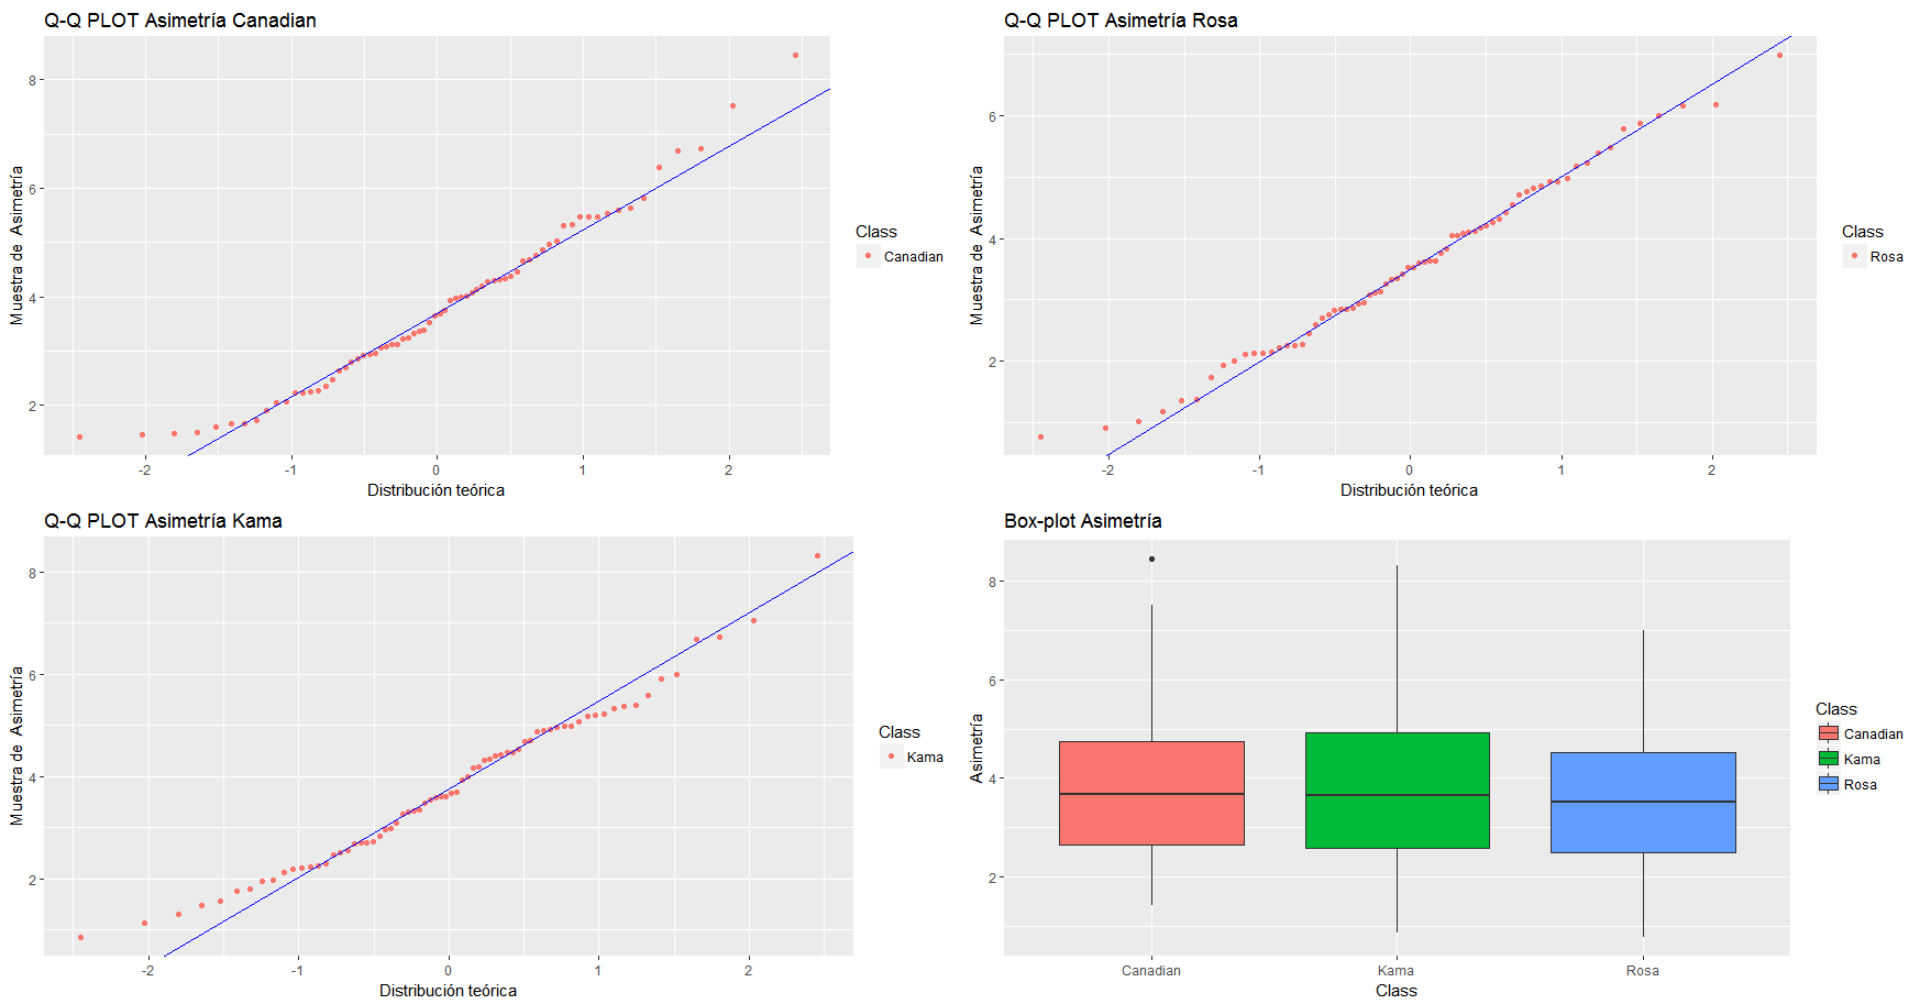 Q-Q PLOT Asimetría Canadian
Muestra de Asimetría
8
6
4
2
-2 -1 0 1 2
Distribución teórica
Class
Canadian
Q-Q PLOT Asimetría Rosa
Muestra de Asimetría
6
4
2
-2 -1 0 1 2
Distribución teórica
Class
Rosa
Q-Q PLOT Asimetría Kama
Muestra de Asimetría
8
6
4
2
-2 -1 0 1 2
Distribución teórica
Class
Kama
Box-plot Asimetría
Asimetría
8
6
4
2
Canadian Kama Rosa
Class
Class
Canadian
Kama
Rosa